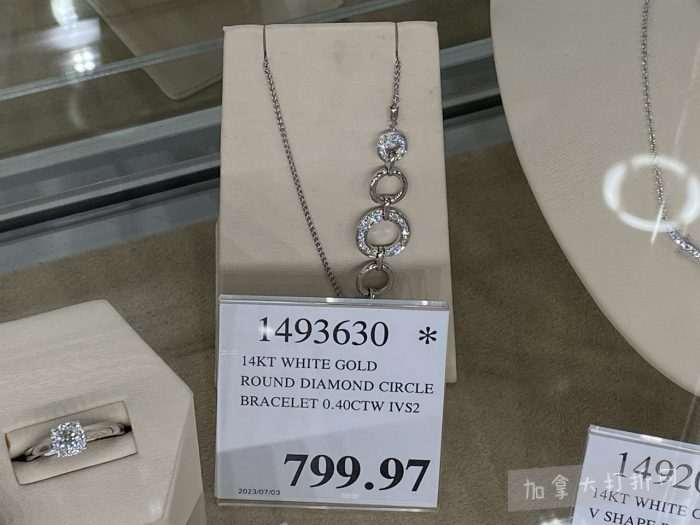 1493630 *
14KT WHITE GOLD
ROUND DIAMOND CIRCLE
BRACELET 0.40CTW IVS2
799.97
2023/07/03
1492
14KT WHITE
V SHAPE
加拿大打折